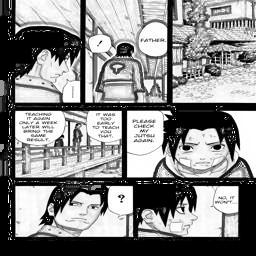 FATHER.
!
!
PLEASE
CHECK
MY
JUTSU
AGAIN.
IT WAS
TOO
EARLY
TO TEACH
YOU
THAT.
TEACHING
IT AGAIN
ONLY A WEEK
LATER WILL
BRING THE
SAME
RESULT.
NO, IT
WON'T...
?